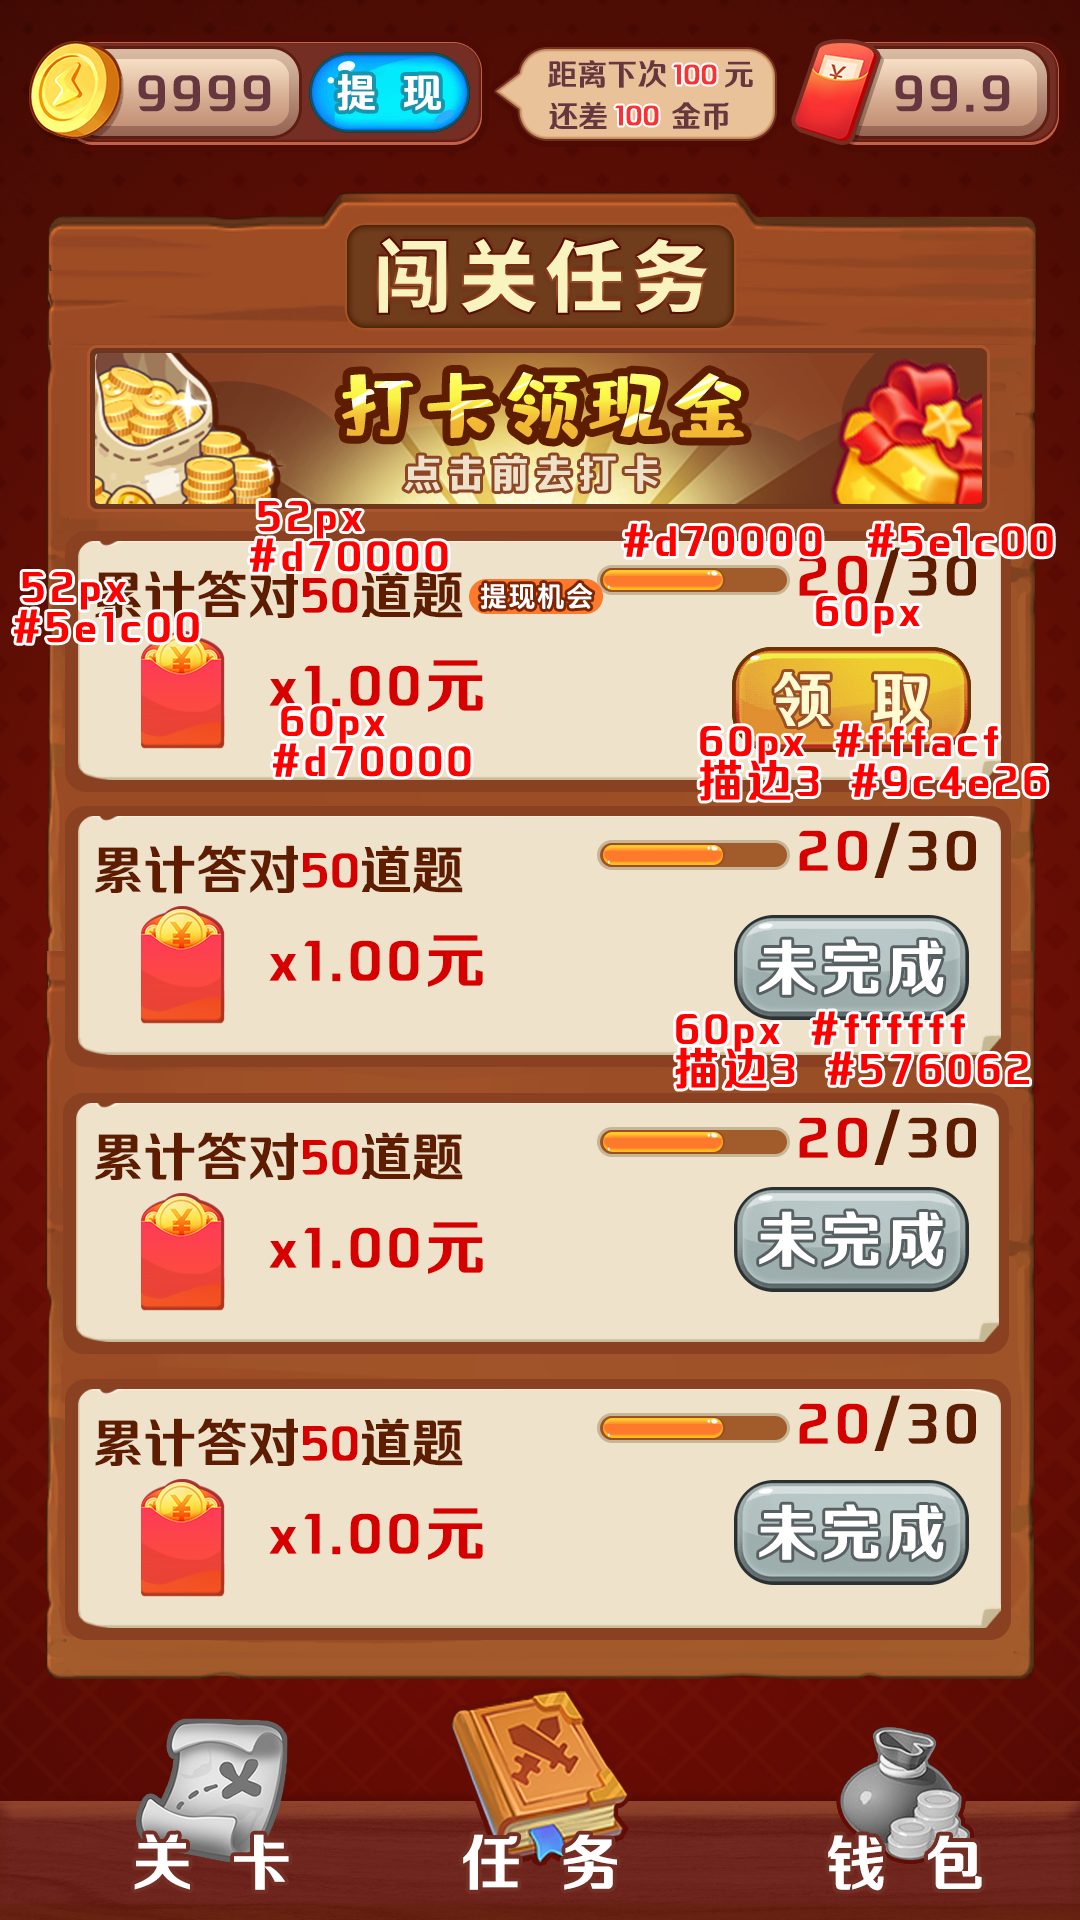 9999
提 现
距离下次100元
还差100 金币
99.9
闯关任务
打卡领现金
点击前去打卡
52px
#d70000
#d70000 #5e1c00
52px
#5e1c00
累计答对50道题
提现机会
20/30
60px
x1.00元
60px
#d70000
领 取
60px #fffacf
描边3 #9c4e26
累计答对50道题
20/30
x1.00元
未完成
60px #ffffff
描边3 #576062
累计答对50道题
20/30
x1.00元
未完成
累计答对50道题
20/30
x1.00元
未完成
关 卡
任 务
钱 包